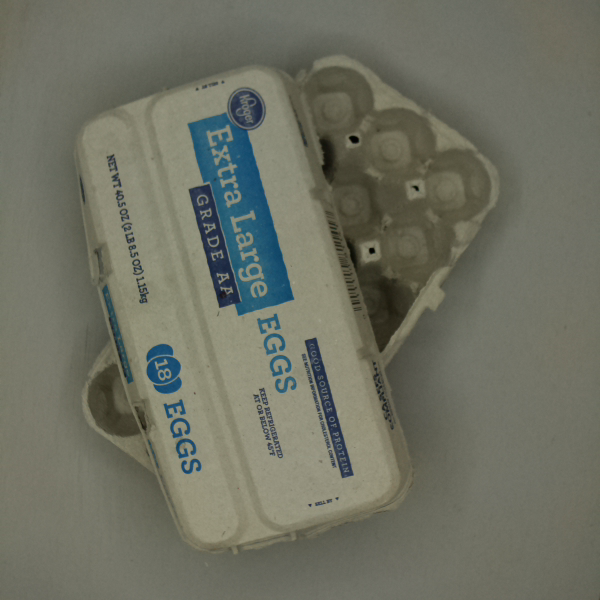 Kroger
Extra Large
GRADE AA
EGGS
GOOD SOURCE OF PROTEIN
KEEP REFRIGERATED
AT OR BELOW 45°F
NET WT 40.5 OZ (2 LB 8.5 OZ) 1.15kg
18 EGGS